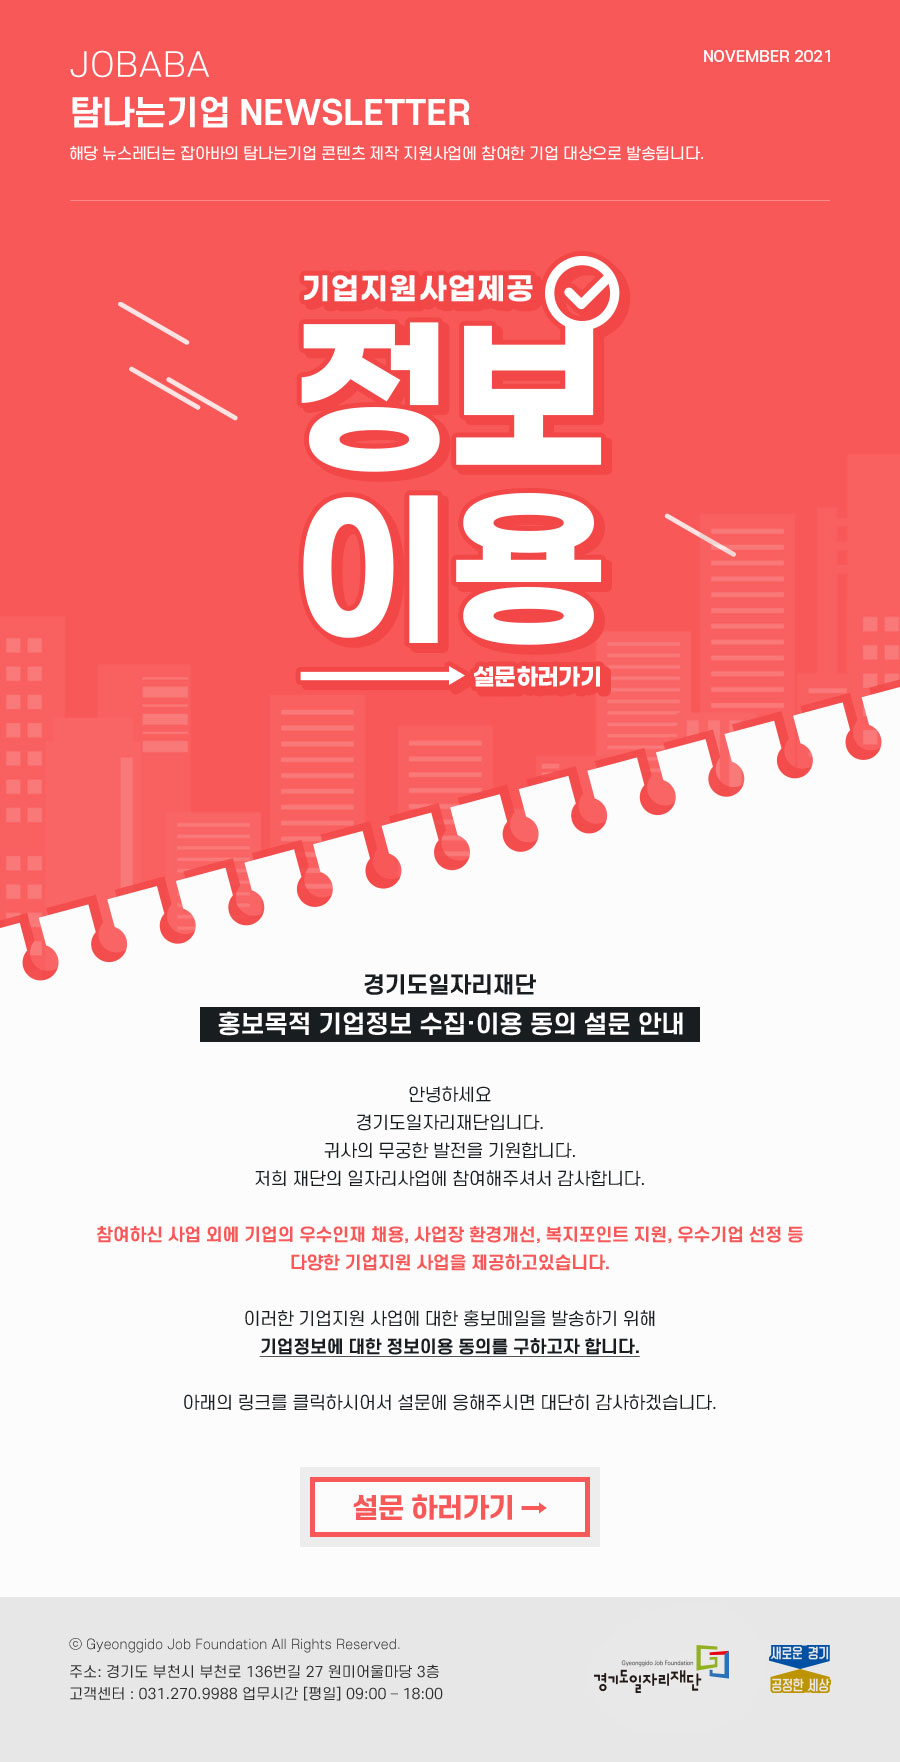 JOBABA
NOVEMBER 2021
탐나는기업 NEWSLETTER
해당 뉴스레터는 잡아바의 탐나는기업 콘텐츠 제작 지원사업에 참여한 기업 대상으로 발송됩니다.
기업지원사업제공
정보
이용
설문하러가기
경기도일자리재단
홍보목적 기업정보 수집·이용 동의 설문 안내
안녕하세요
경기도일자리재단입니다.
귀사의 무궁한 발전을 기원합니다.
저희 재단의 일자리사업에 참여해주셔서 감사합니다.
참여하신 사업 외에 기업의 우수인재 채용, 사업장 환경개선, 복지포인트 지원, 우수기업 선정 등
다양한 기업지원 사업을 제공하고있습니다.
이러한 기업지원 사업에 대한 홍보메일을 발송하기 위해
기업정보에 대한 정보이용 동의를 구하고자 합니다.
아래의 링크를 클릭하시어서 설문에 응해주시면 대단히 감사하겠습니다.
설문 하러가기 →
ⓒ Gyeonggido Job Foundation All Rights Reserved.
주소: 경기도 부천시 부천로 136번길 27 원미어울마당 3층
고객센터 : 031.270.9988 업무시간 [평일] 09:00 – 18:00
Gyeonggido Job Foundation
경기도일자리재단
새로운 경기
공정한 세상